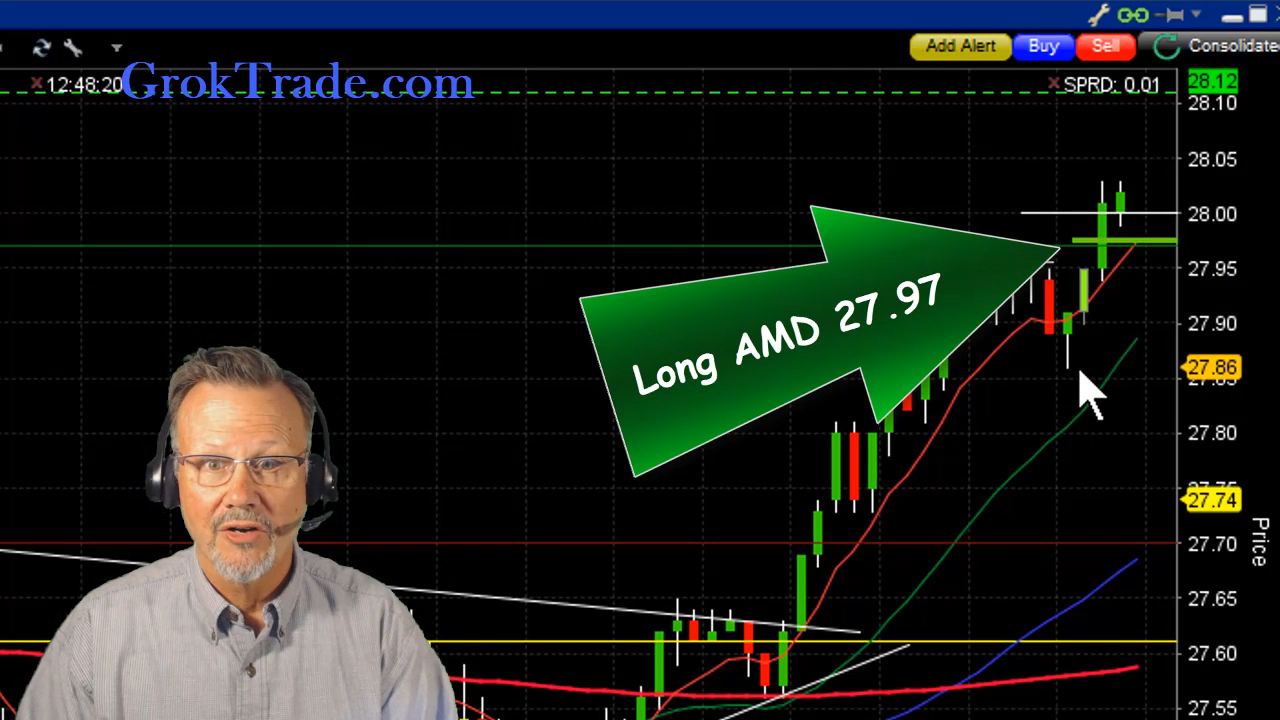 Add Alert Buy Sell Consolidate
12:48:20
GrokTrade.com
SPRD: 0.01
28.12
28.10
28.05
28.00
27.95
27.90
27.86
27.80
27.74
27.70
27.65
27.60
27.55
Price
Long AMD 27.97